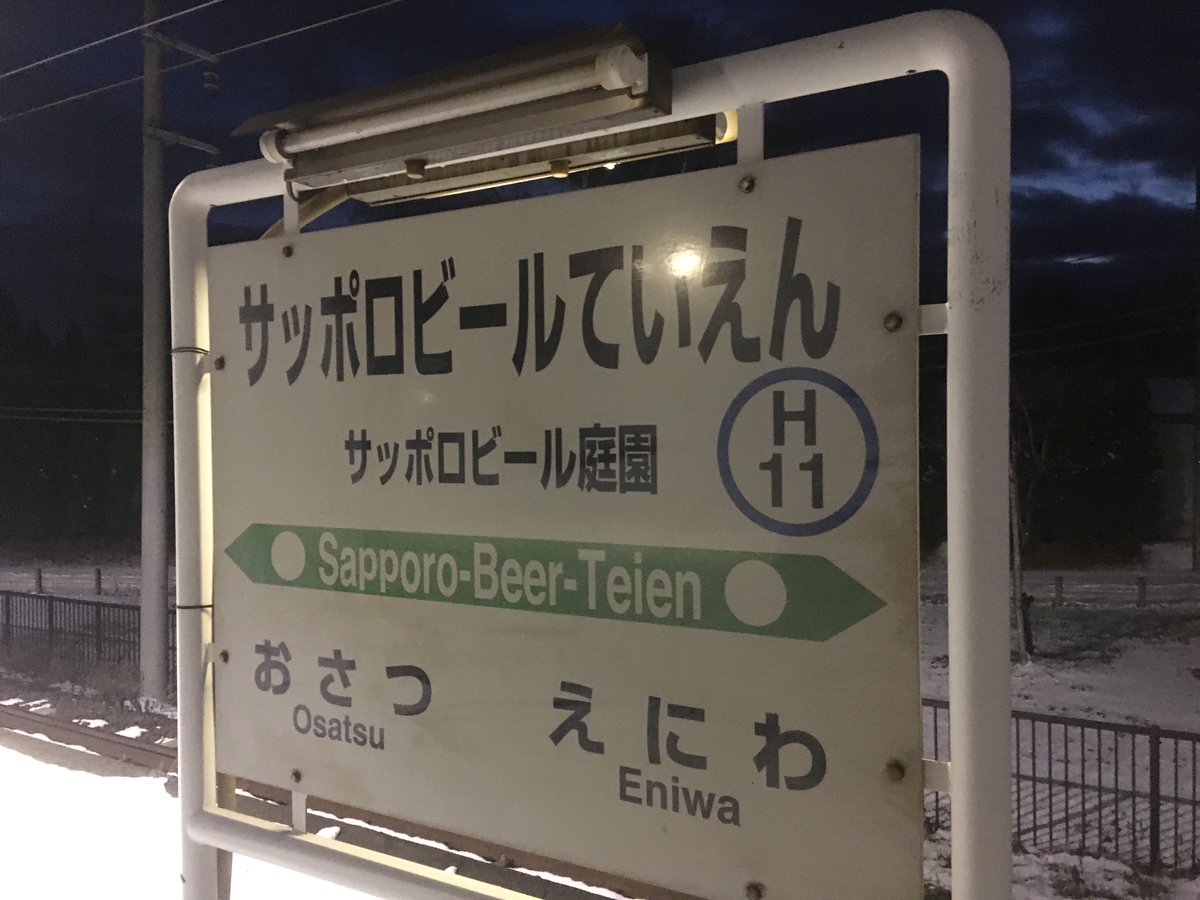 サッポロビールていえん
サッポロビール庭園
H
11
Sapporo-Beer-Teien
おさつ えにわ
Osatsu Eniwa